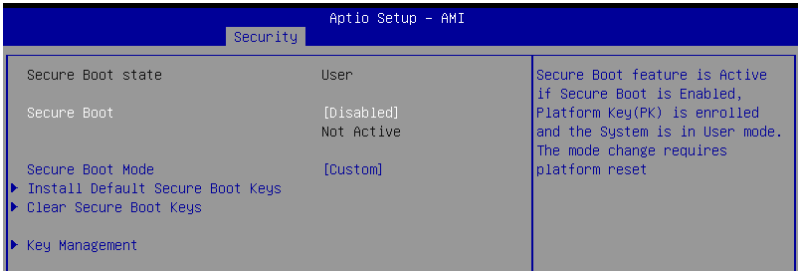 Aptio Setup – AMI
Security
Secure Boot state User
Secure Boot [Disabled]
Not Active
Secure Boot Mode [Custom]
Install Default Secure Boot Keys
Clear Secure Boot Keys
Key Management
Secure Boot feature is Active
if Secure Boot is Enabled,
Platform Key(PK) is enrolled
and the System is in User mode.
The mode change requires
platform reset